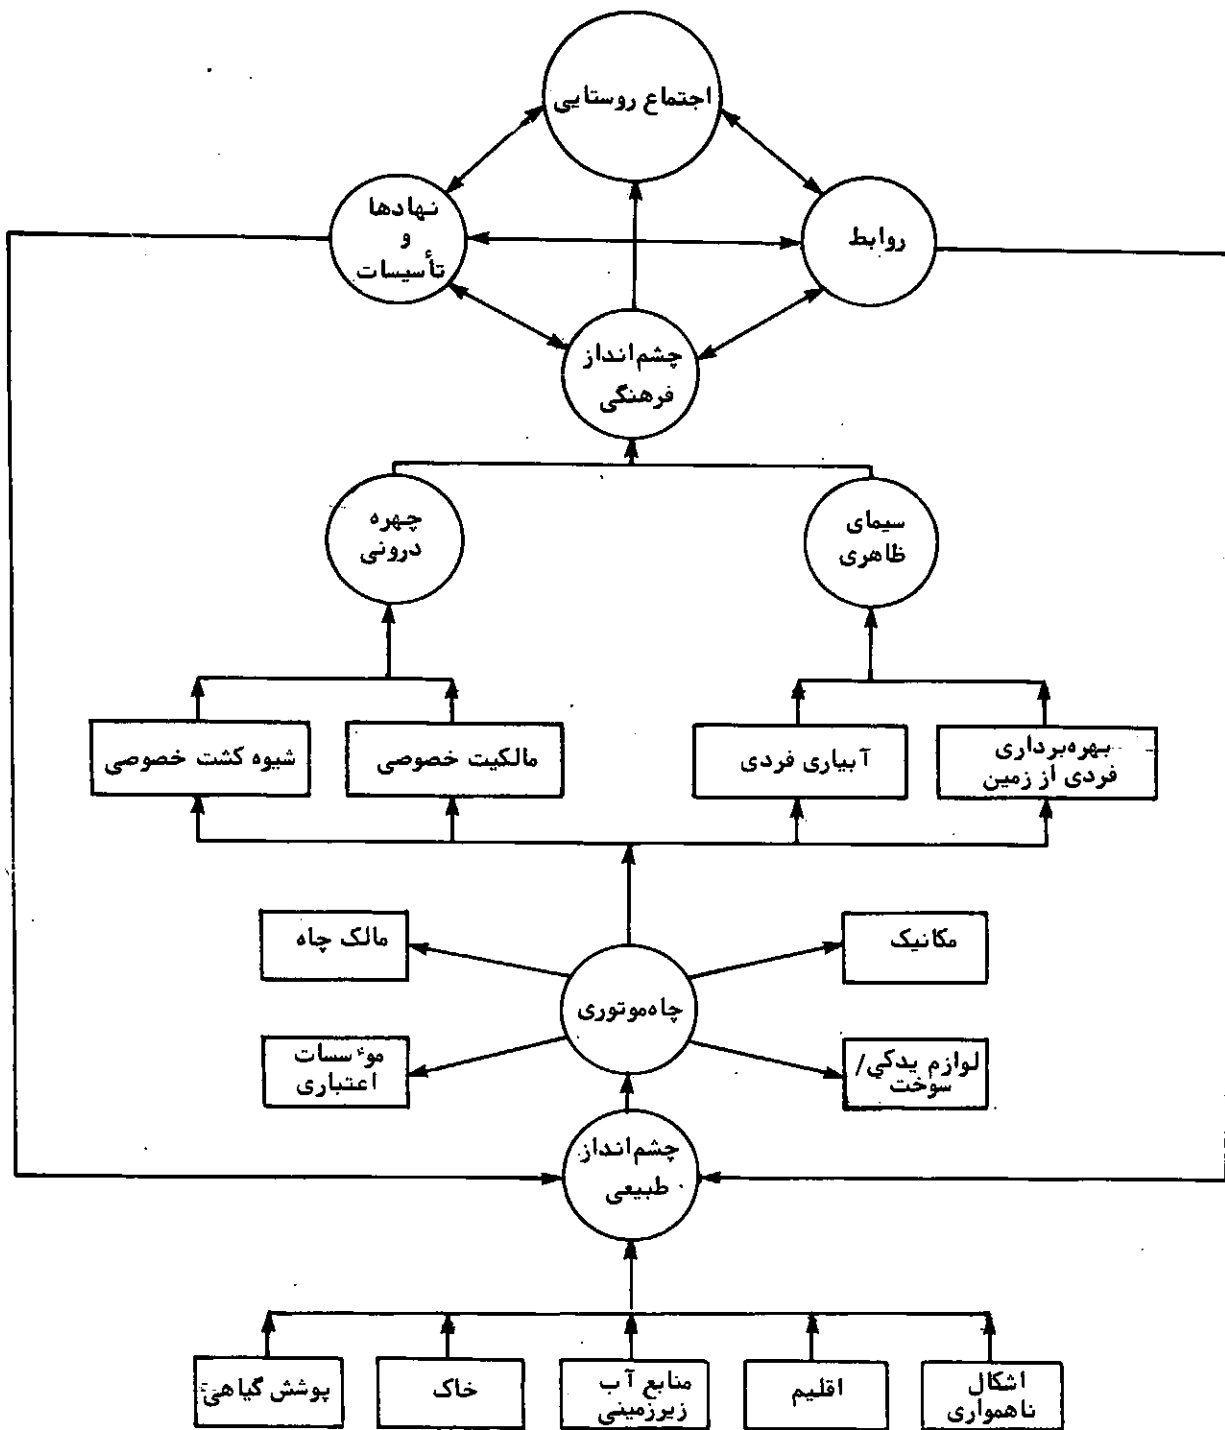 اجتماع روستایی
نهادها
و
تأسیسات
روابط
چشم‌انداز
فرهنگی
چهره
درونی
سیمای
ظاهری
شیوه کشت خصوصی
مالکیت خصوصی
آبیاری فردی
بهره‌برداری
فردی از زمین
مالک چاه
مکانیک
چاه‌موتوری
موٴسسات
اعتباری
لوازم یدکی/
سوخت
چشم‌انداز
طبیعی
پوشش گیاهی
خاک
منابع آب
زیرزمینی
اقلیم
اشکال
ناهمواری